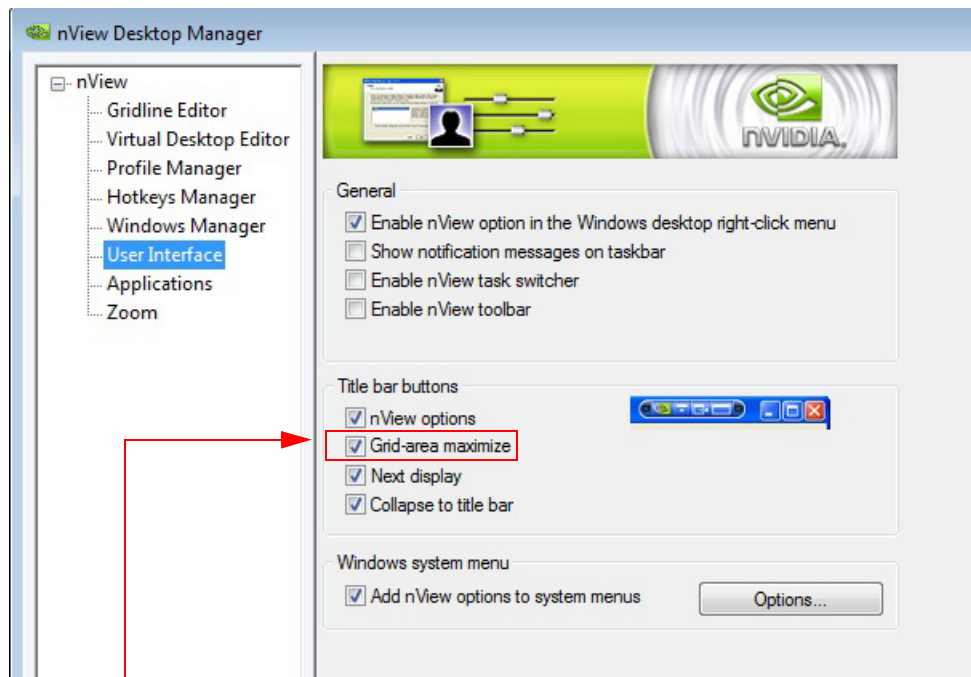 nView Desktop Manager
nView
Gridline Editor
Virtual Desktop Editor
Profile Manager
Hotkeys Manager
Windows Manager
User Interface
Applications
Zoom
NVIDIA.
General
Enable nView option in the Windows desktop right-click menu
Show notification messages on taskbar
Enable nView task switcher
Enable nView toolbar
Title bar buttons
nView options
Grid-area maximize
Next display
Collapse to title bar
Windows system menu
Add nView options to system menus
Options...